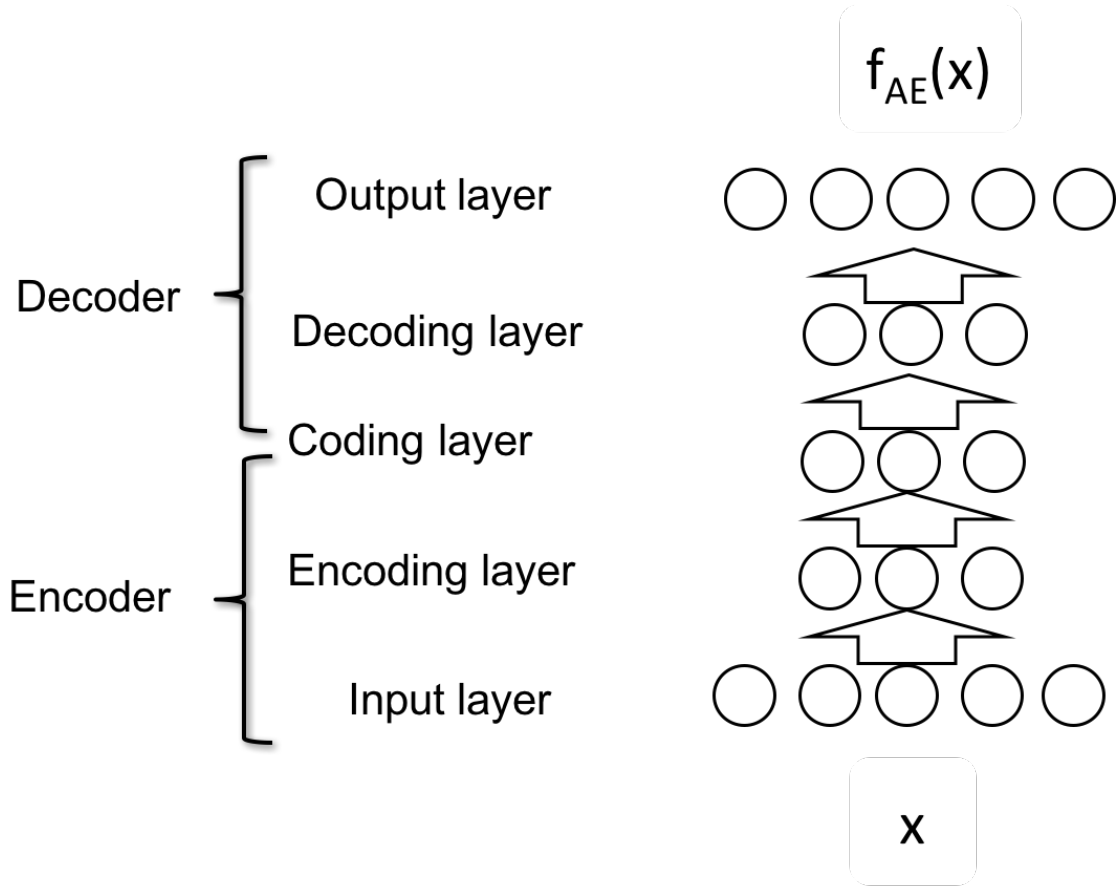 f_AE(x)
Output layer
Decoder
Decoding layer
Coding layer
Encoding layer
Encoder
Input layer
x